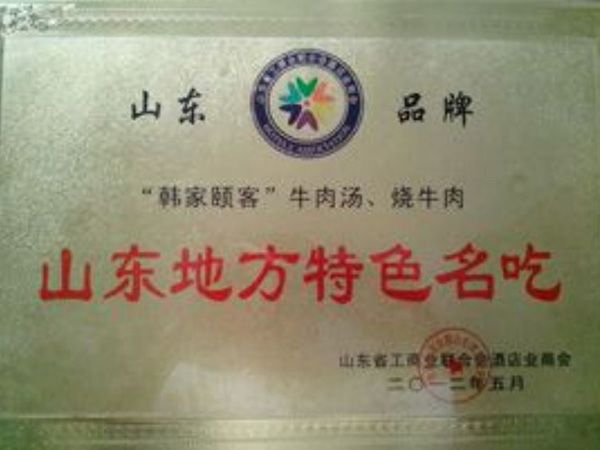 山东 品牌
“韩家颐客”牛肉汤、烧牛肉
山东地方特色名吃
山东省工商业联合会酒店业商会
二〇一二年五月